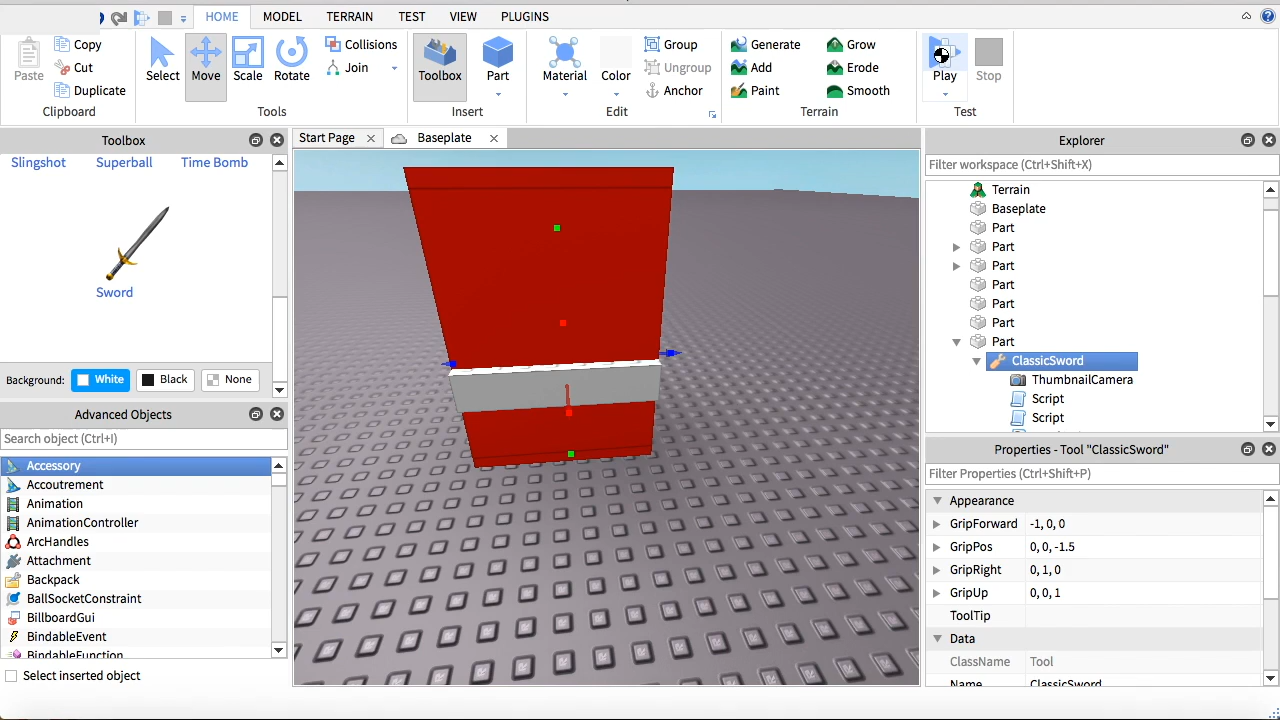 HOME MODEL TERRAIN TEST VIEW PLUGINS
Paste Copy Cut Duplicate Clipboard
Select Move Scale Rotate Collisions Join Tools
Toolbox Part Insert
Material Color Group Ungroup Anchor Edit
Generate Add Paint Grow Erode Smooth Terrain
Play Stop Test
Toolbox
Slingshot Superball Time Bomb
Sword
Background: White Black None
Advanced Objects
Search object (Ctrl+I)
Accessory
Accoutrement
Animation
AnimationController
ArcHandles
Attachment
Backpack
BallSocketConstraint
BillboardGui
BindableEvent
BindableFunction
Select inserted object
Start Page Baseplate
Explorer
Filter workspace (Ctrl+Shift+X)
Terrain
Baseplate
Part
Part
Part
Part
Part
Part
Part
ClassicSword
ThumbnailCamera
Script
Script
Properties - Tool "ClassicSword"
Filter Properties (Ctrl+Shift+P)
Appearance
GripForward -1, 0, 0
GripPos 0, 0, -1.5
GripRight 0, 1, 0
GripUp 0, 0, 1
ToolTip
Data
ClassName Tool
Name ClassicSword